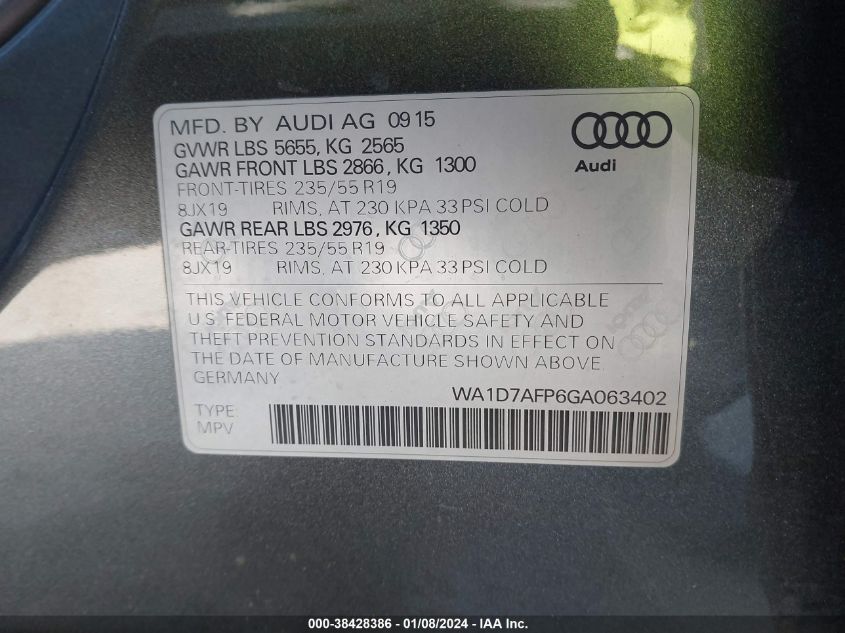 MFD. BY AUDI AG 0915
GVWR LBS 5655, KG 2565
GAWR FRONT LBS 2866, KG 1300
FRONT-TIRES 235/55 R19
8JX19 RIMS, AT 230 KPA 33 PSI COLD
GAWR REAR LBS 2976, KG 1350
REAR-TIRES 235/55 R19
8JX19 RIMS, AT 230 KPA 33 PSI COLD
Audi
THIS VEHICLE CONFORMS TO ALL APPLICABLE
U.S. FEDERAL MOTOR VEHICLE SAFETY AND
THEFT PREVENTION STANDARDS IN EFFECT ON
THE DATE OF MANUFACTURE SHOWN ABOVE.
GERMANY
WA1D7AFP6GA063402
TYPE
MPV
000-38428386 - 01/08/2024 - IAA Inc.